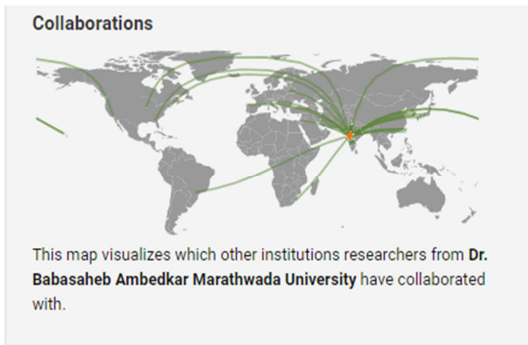 Collaborations
This map visualizes which other institutions researchers from Dr.
Babasaheb Ambedkar Marathwada University have collaborated
with.